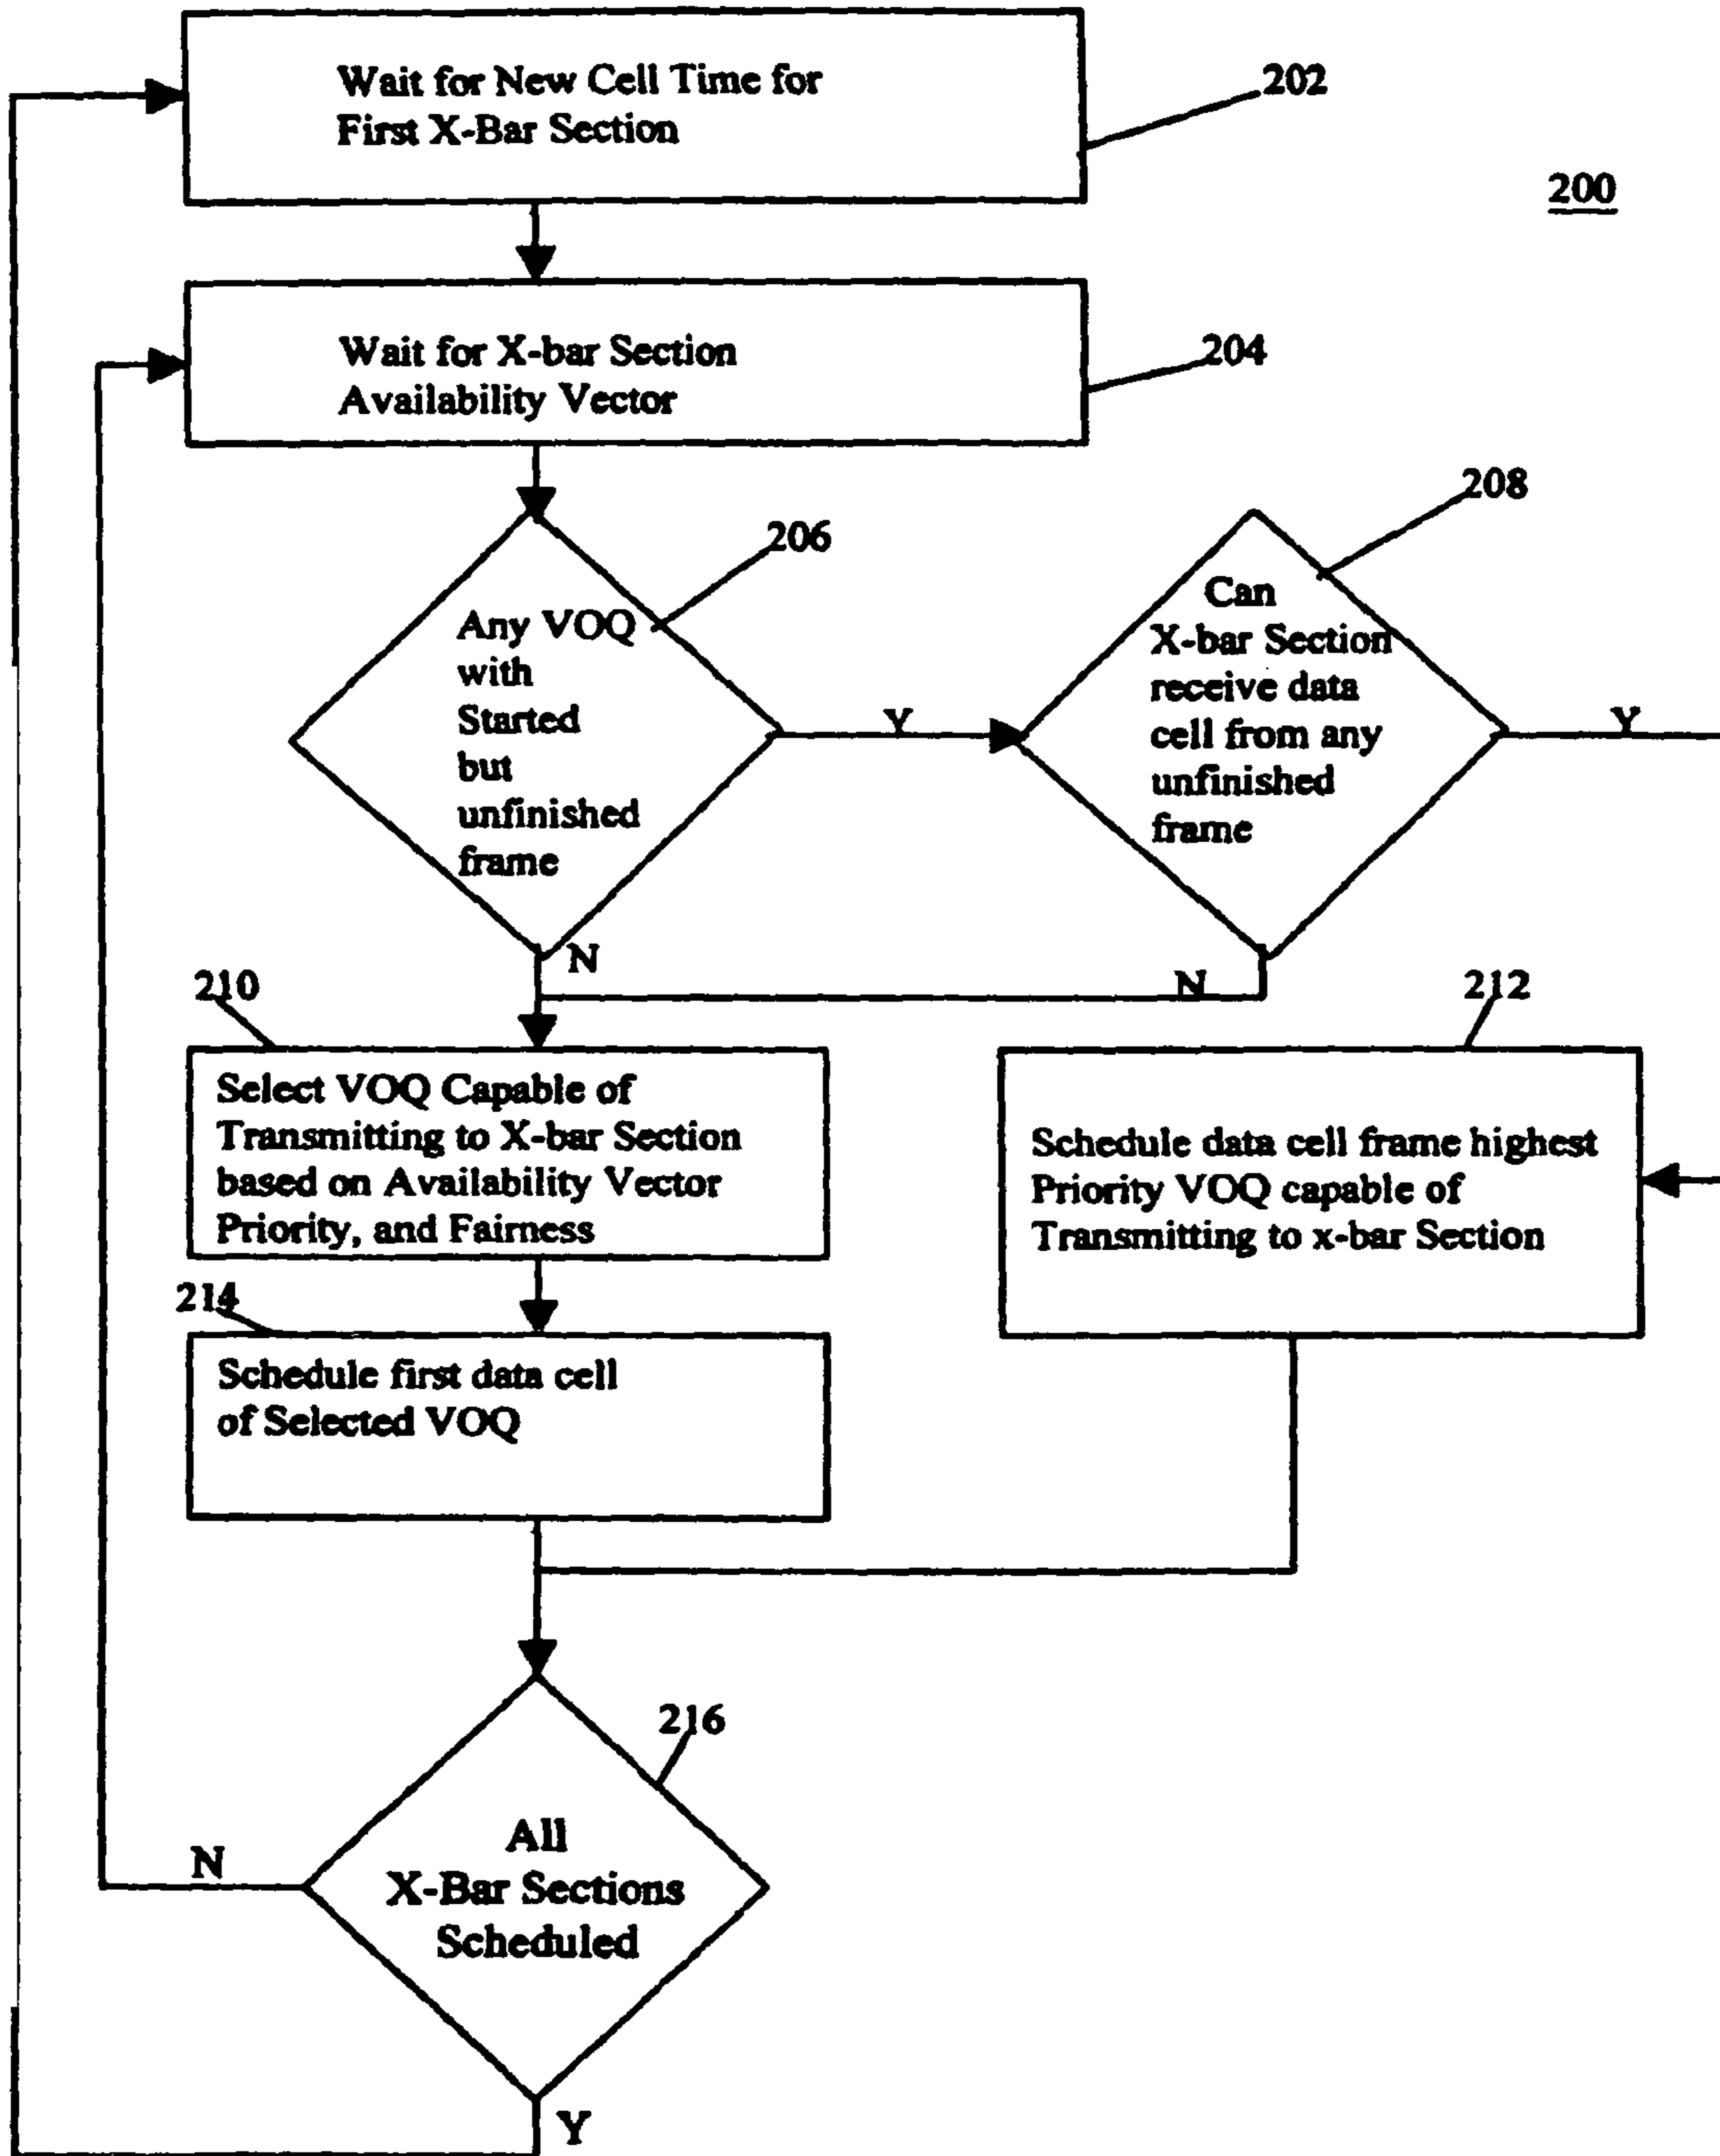 Wait for New Cell Time for
First X-Bar Section
202
200
Wait for X-bar Section
Availability Vector
204
206
Any VOQ
with
Started
but
unfinished
frame
Y
N
208
Can
X-bar Section
receive data
cell from any
unfinished
frame
Y
N
210
Select VOQ Capable of
Transmitting to X-bar Section
based on Availability Vector
Priority, and Fairness
212
Schedule data cell frame highest
Priority VOQ capable of
Transmitting to x-bar Section
214
Schedule first data cell
of Selected VOQ
216
All
X-Bar Sections
Scheduled
N
Y